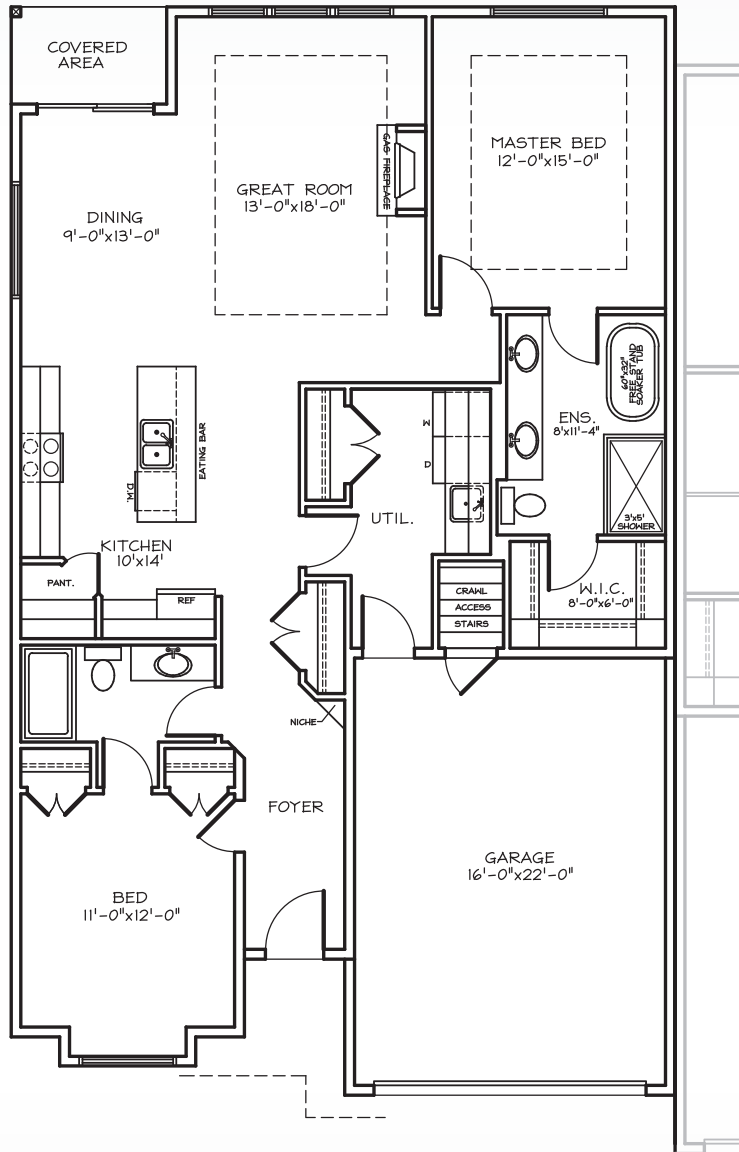 COVERED
AREA
GREAT ROOM
13'-0"x18'-0"
GAS FIREPLACE
MASTER BED
12'-0"x15'-0"
DINING
9'-0"x13'-0"
60"x32"
FREE STAND
SOAKER TUB
ENS.
8'x11'-4"
W
D
EATING BAR
D.W.
UTIL.
3'x5'
SHOWER
KITCHEN
10'x14'
PANT.
REF
CRAWL
ACCESS
STAIRS
W.I.C.
8'-0"x6'-0"
NICHE
FOYER
GARAGE
16'-0"x22'-0"
BED
11'-0"x12'-0"